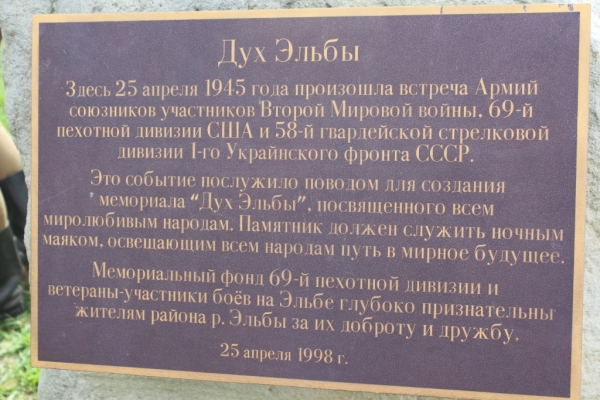 Дух Эльбы
Здесь 25 апреля 1945 года произошла встреча Армий
союзников участников Второй Мировой войны. 69-й
пехотной дивизии США и 58-й гвардейской стрелковой
дивизии 1-го Украйнского фронта СССР.
Это событие послужило поводом для создания
мемориала "Дух Эльбы", посвященного всем
миролюбивым народам. Памятник должен служить ночным
маяком, освещающим всем народам путь в мирное будущее.
Мемориальный фонд 69-й пехотной дивизии и
ветераны-участники боёв на Эльбе глубоко признательны
жителям района р. Эльбы за их доброту и дружбу.
25 апреля 1998 г.